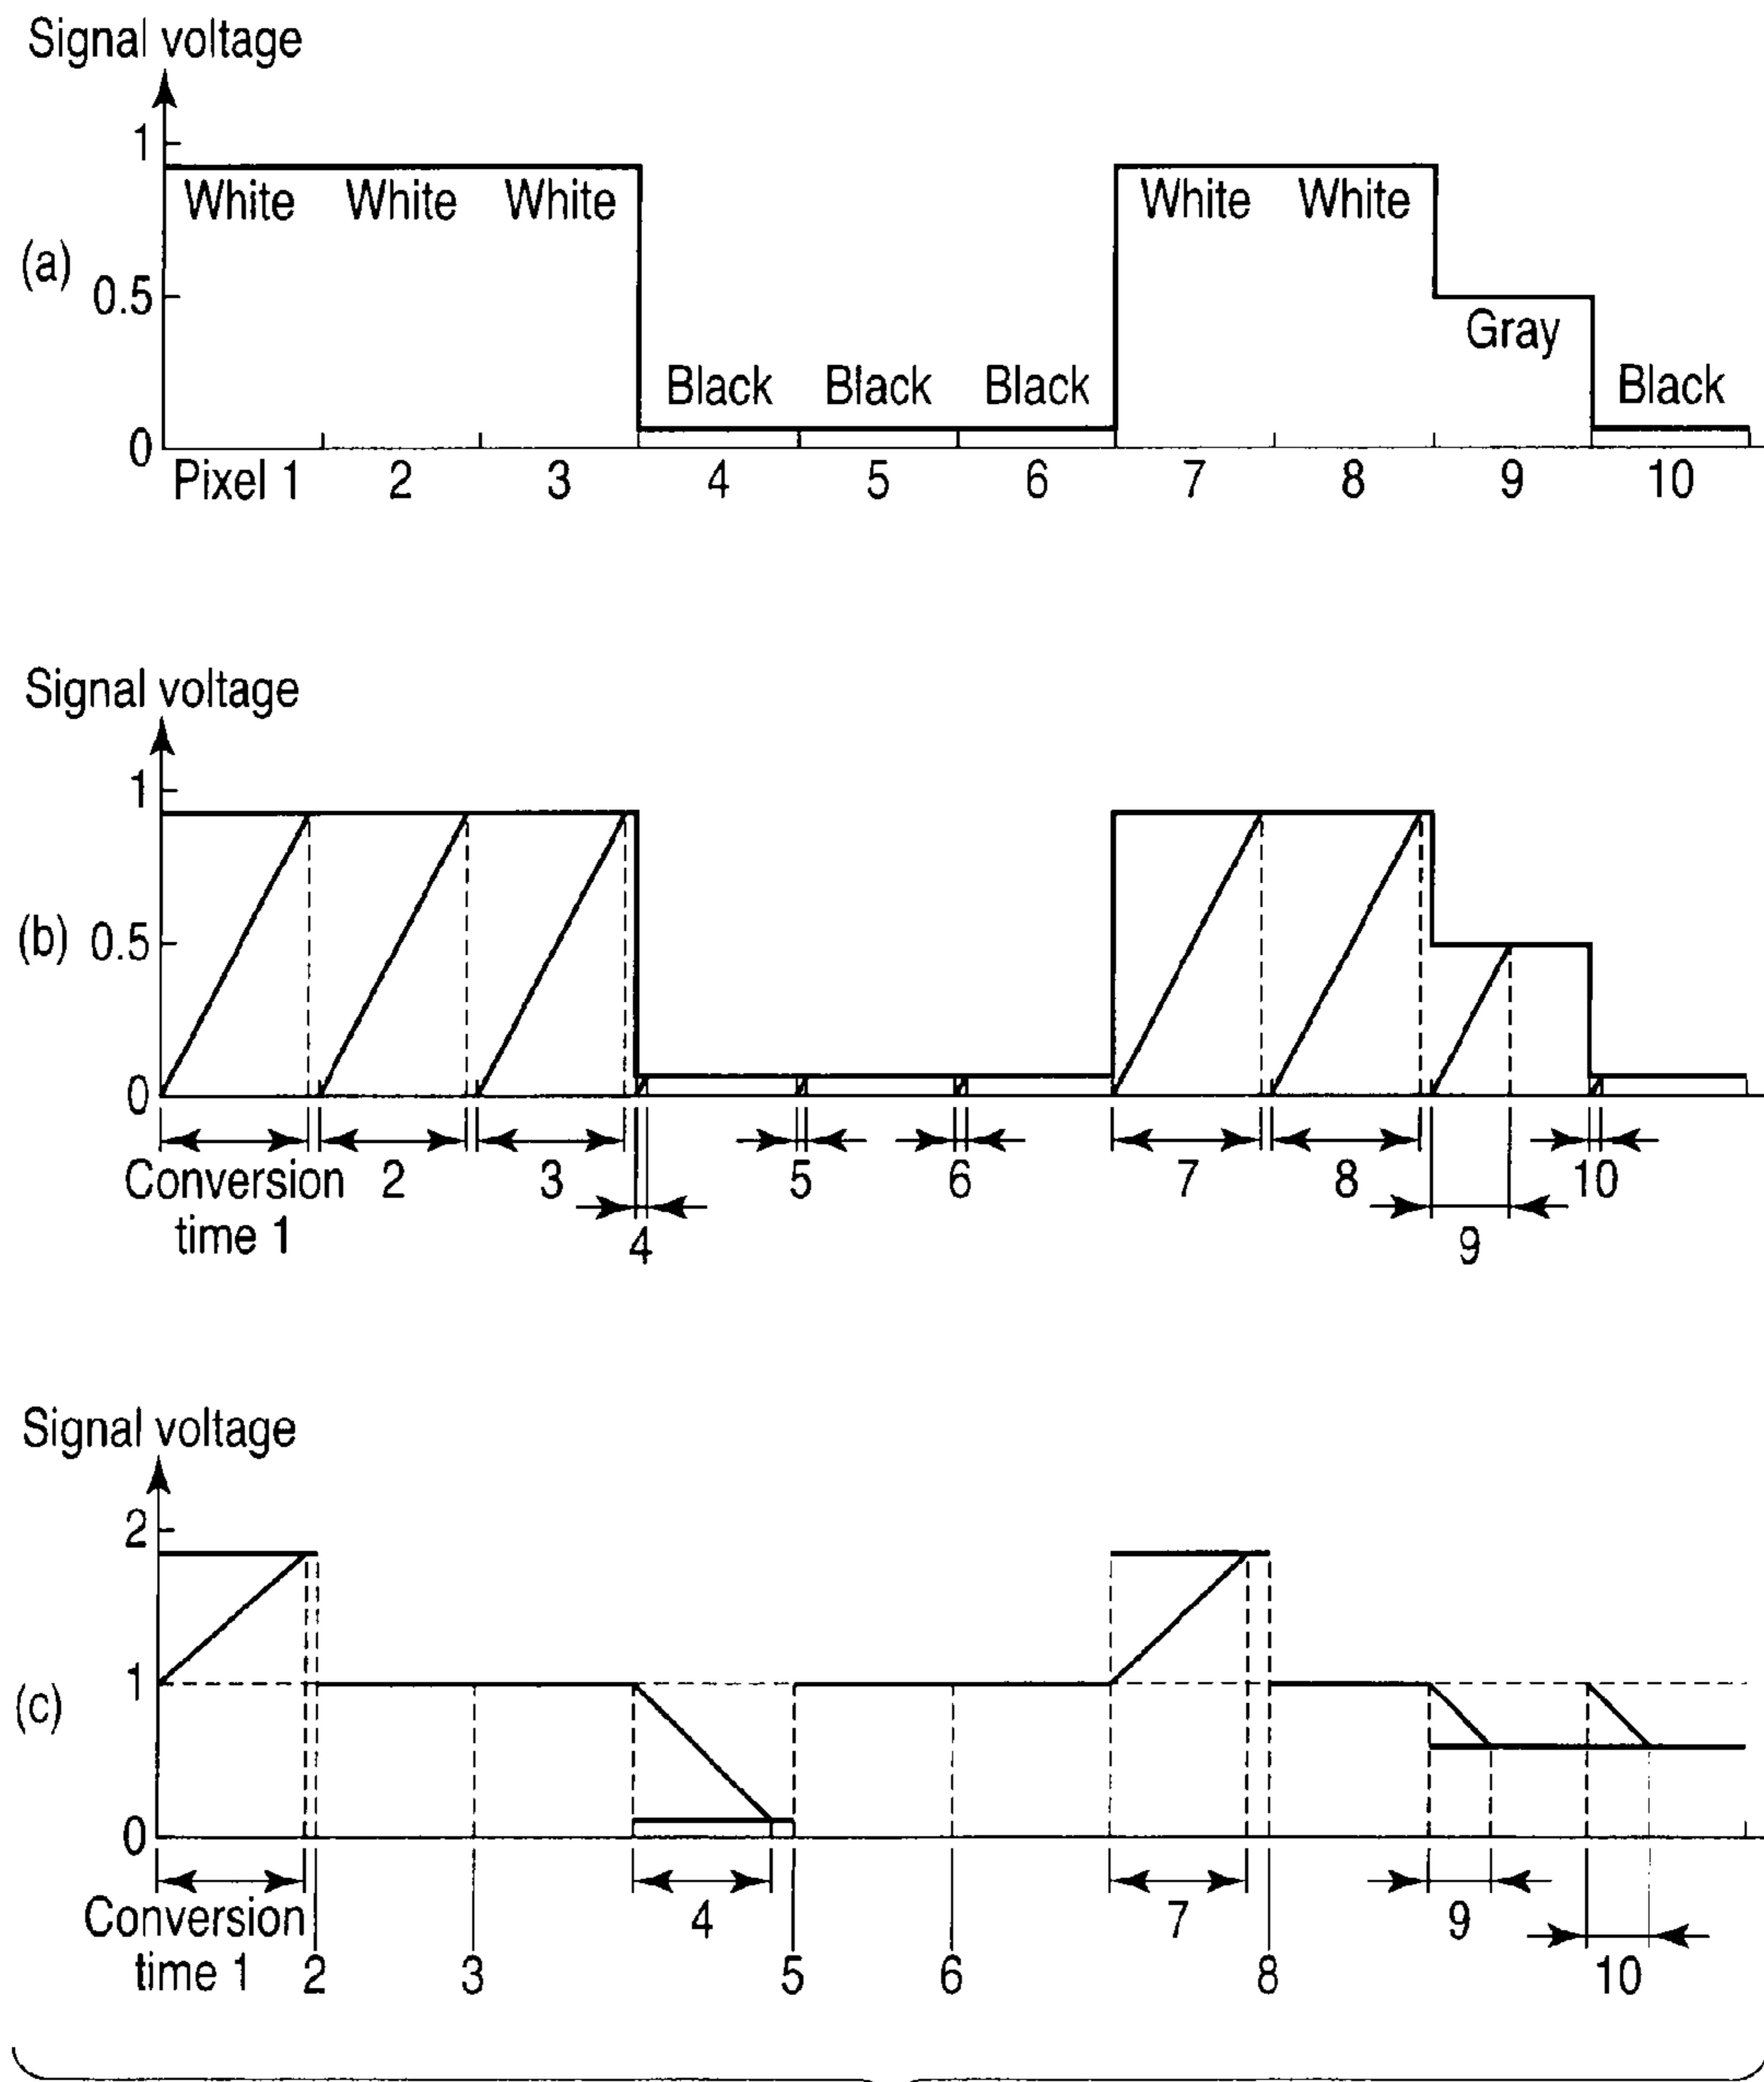 Signal voltage
1
White White White White White
(a)
0.5
Gray
Black Black Black Black
0
Pixel 1 2 3 4 5 6 7 8 9 10
Signal voltage
1
(b) 0.5
0
Conversion 2 3 5 6 7 8 10
time 1 4 9
Signal voltage
2
1
(c)
0
Conversion 4 7 9
time 1 2 3 5 6 8 10